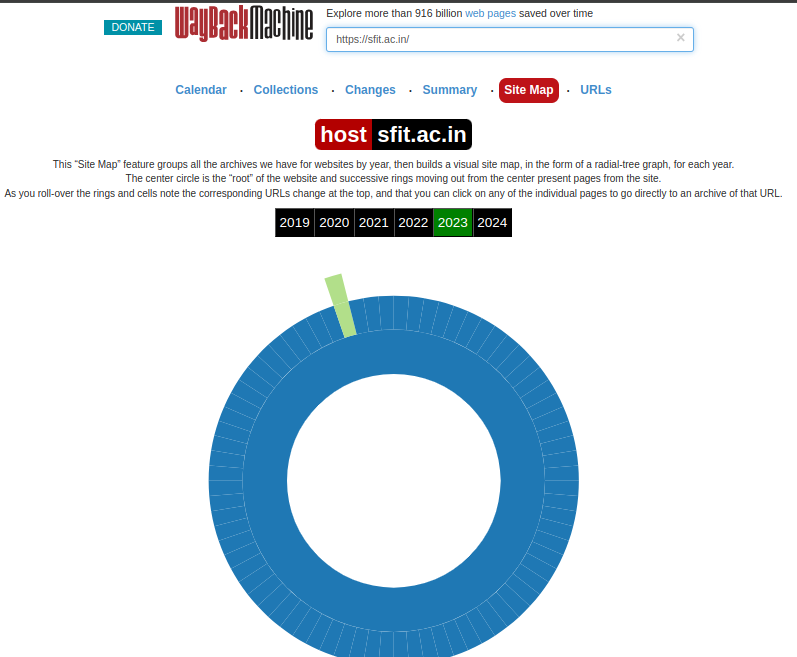 DONATE
WayBackMachine
Explore more than 916 billion web pages saved over time
https://sfit.ac.in/ ×
Calendar · Collections · Changes · Summary · Site Map · URLs
host sfit.ac.in
This “Site Map” feature groups all the archives we have for websites by year, then builds a visual site map, in the form of a radial-tree graph, for each year.
The center circle is the “root” of the website and successive rings moving out from the center present pages from the site.
As you roll-over the rings and cells note the corresponding URLs change at the top, and that you can click on any of the individual pages to go directly to an archive of that URL.
2019 2020 2021 2022 2023 2024